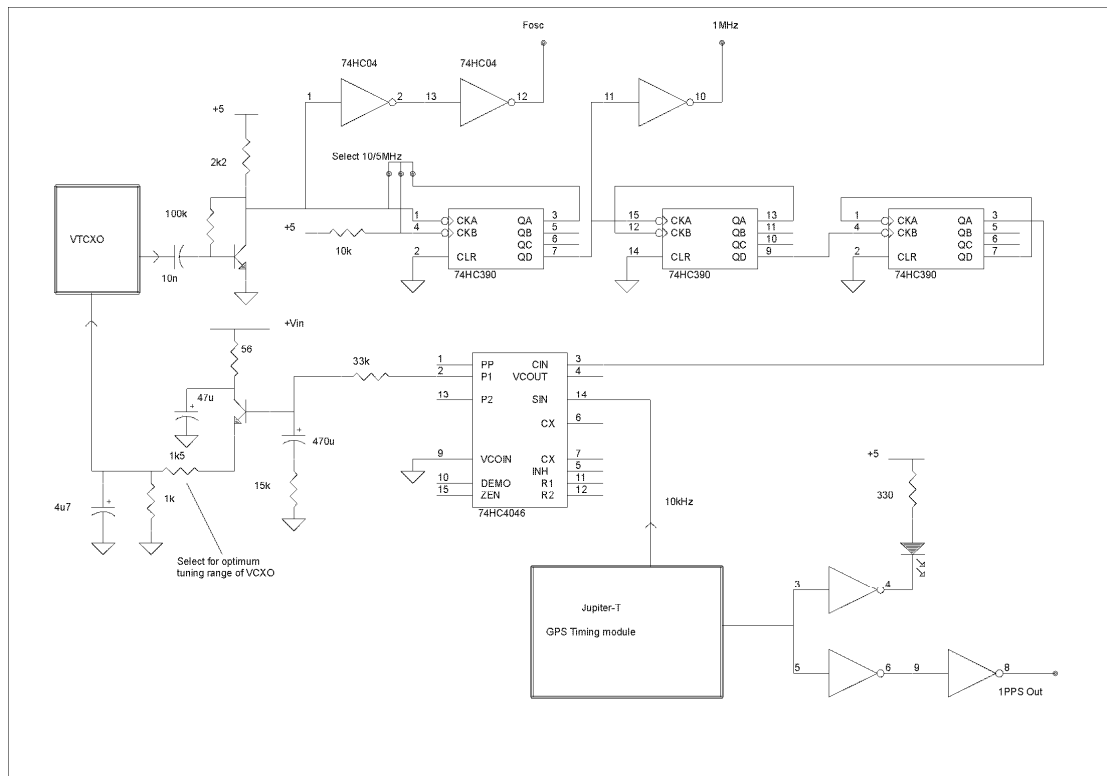 Fosc
1MHz
74HC04
74HC04
1
2
13
12
11
10
+5
2k2
Select 10/5MHz
100k
VTCXO
10n
+5
10k
1
CKA
QA
3
4
CKB
QB
5
QC
6
2
CLR
QD
7
74HC390
15
CKA
QA
13
12
CKB
QB
11
QC
10
14
CLR
QD
9
74HC390
1
CKA
QA
3
4
CKB
QB
5
QC
6
2
CLR
QD
7
74HC390
+Vin
56
47u
33k
470u
15k
1k5
1k
4u7
Select for optimum
tuning range of VCXO
1
PP
CIN
3
2
P1
VCOUT
4
13
P2
SIN
14
CX
6
9
VCOIN
CX
7
INH
5
10
DEMO
R1
11
15
ZEN
R2
12
74HC4046
10kHz
+5
330
Jupiter-T
GPS Timing module
3
4
5
6
9
8
1PPS Out